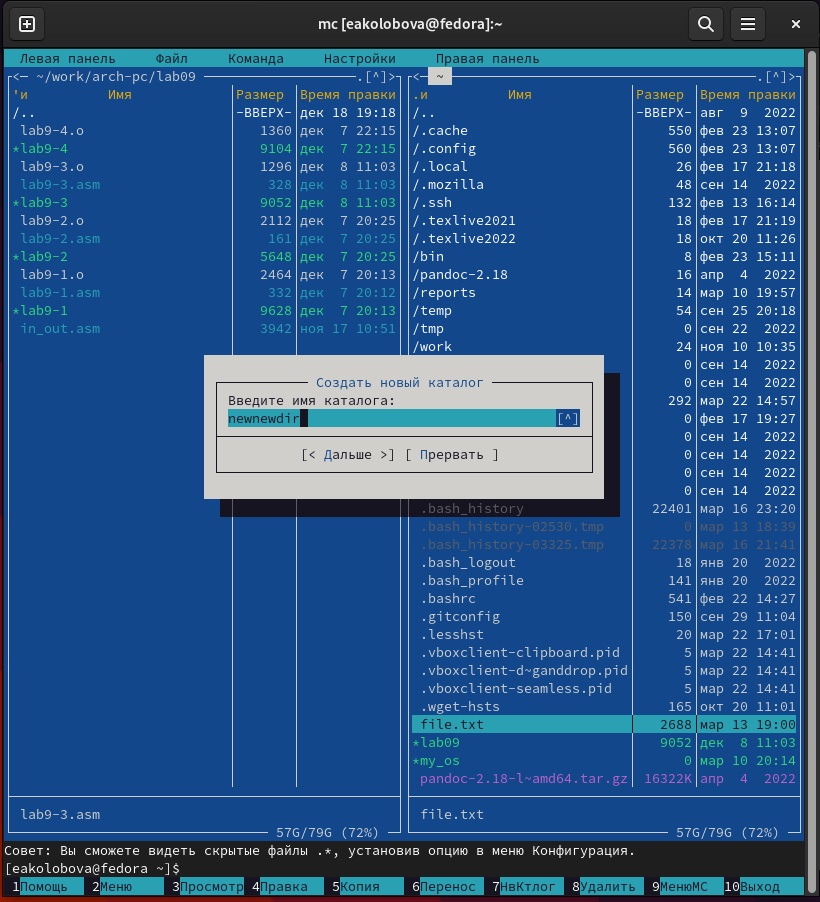 mc [eakolobova@fedora]:~
Левая панель Файл Команда Настройки Правая панель
<─ ~/work/arch-pc/lab09 .[^]>
'и Имя Размер Время правки
/.. -ВВЕРХ- дек 18 19:18
lab9-4.o 1360 дек 7 22:15
*lab9-4 9104 дек 7 22:15
lab9-3.o 1296 дек 8 11:03
lab9-3.asm 328 дек 8 11:03
*lab9-3 9052 дек 8 11:03
lab9-2.o 2112 дек 7 20:25
lab9-2.asm 161 дек 7 20:25
*lab9-2 5648 дек 7 20:25
lab9-1.o 2464 дек 7 20:13
lab9-1.asm 332 дек 7 20:12
*lab9-1 9628 дек 7 20:13
in_out.asm 3942 ноя 17 10:51
lab9-3.asm
57G/79G (72%)
<─ ~ .[^]>
.и Имя Размер Время правки
/.. -ВВЕРХ- авг 9 2022
/.cache 550 фев 23 13:07
/.config 560 фев 23 13:07
/.local 26 фев 17 21:18
/.mozilla 48 сен 14 2022
/.ssh 132 фев 13 16:14
/.texlive2021 18 фев 17 21:19
/.texlive2022 18 окт 20 11:26
/bin 8 фев 23 15:11
/pandoc-2.18 16 апр 4 2022
/reports 14 мар 10 19:57
/temp 54 сен 25 20:18
/tmp 0 сен 22 2022
/work 24 ноя 10 10:35
0 сен 14 2022
0 сен 14 2022
292 мар 22 14:57
0 фев 17 19:27
0 сен 14 2022
0 сен 14 2022
0 сен 14 2022
0 сен 14 2022
.bash_history 22401 мар 16 23:20
.bash_history-02530.tmp 0 мар 13 18:39
.bash_history-03325.tmp 22378 мар 16 21:41
.bash_logout 18 янв 20 2022
.bash_profile 141 янв 20 2022
.bashrc 541 фев 22 14:27
.gitconfig 150 сен 29 11:04
.lesshst 20 мар 22 17:01
.vboxclient-clipboard.pid 5 мар 22 14:41
.vboxclient-d~ganddrop.pid 5 мар 22 14:41
.vboxclient-seamless.pid 5 мар 22 14:41
.wget-hsts 165 окт 20 11:01
file.txt 2688 мар 13 19:00
*lab09 9052 дек 8 11:03
*my_os 0 мар 10 20:14
pandoc-2.18-l~amd64.tar.gz 16322K апр 4 2022
file.txt
57G/79G (72%)
Создать новый каталог
Введите имя каталога:
newnewdir [^]
[< Дальше >] [ Прервать ]
Совет: Вы сможете видеть скрытые файлы .*, установив опцию в меню Конфигурация.
[eakolobova@fedora ~]$
1Помощь 2Меню 3Просмотр 4Правка 5Копия 6Перенос 7НвКтлог 8Удалить 9МенюМС 10Выход